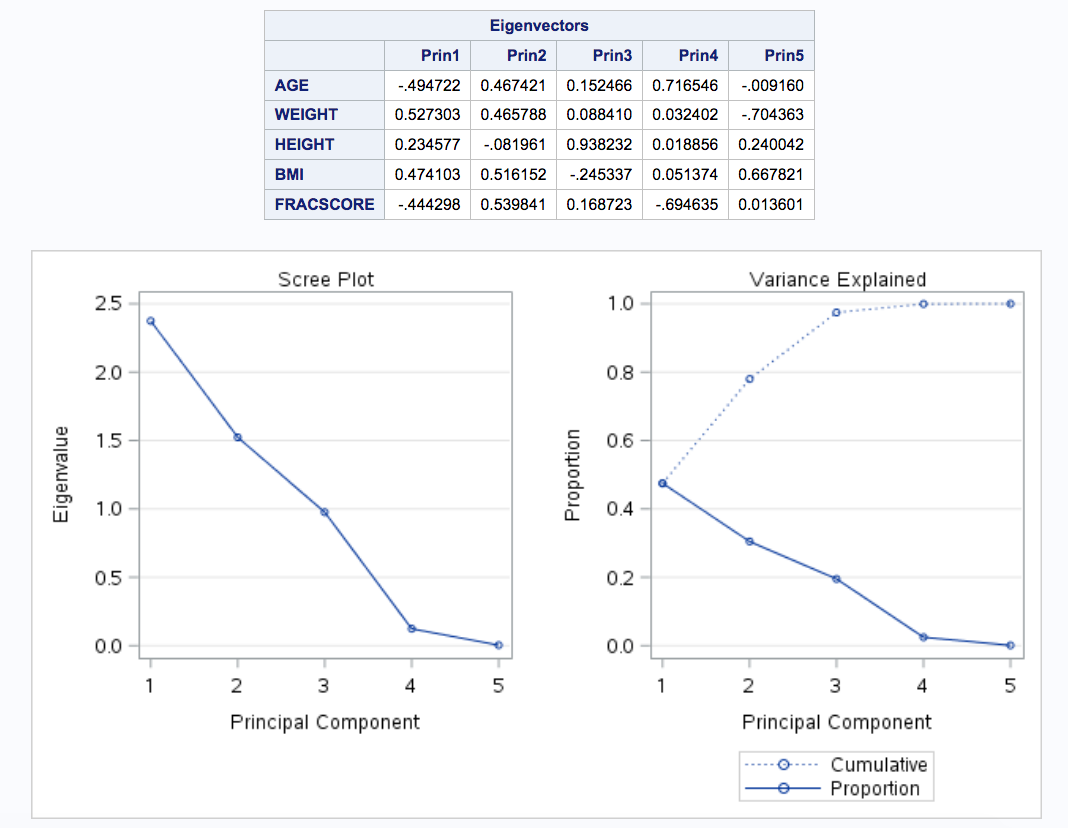 Eigenvectors
Prin1 Prin2 Prin3 Prin4 Prin5
AGE -.494722 0.467421 0.152466 0.716546 -.009160
WEIGHT 0.527303 0.465788 0.088410 0.032402 -.704363
HEIGHT 0.234577 -.081961 0.938232 0.018856 0.240042
BMI 0.474103 0.516152 -.245337 0.051374 0.667821
FRACSCORE -.444298 0.539841 0.168723 -.694635 0.013601
Scree Plot
2.5
2.0
1.5
1.0
0.5
0.0
Eigenvalue
1 2 3 4 5
Principal Component
Variance Explained
1.0
0.8
0.6
0.4
0.2
0.0
Proportion
1 2 3 4 5
Principal Component
Cumulative
Proportion